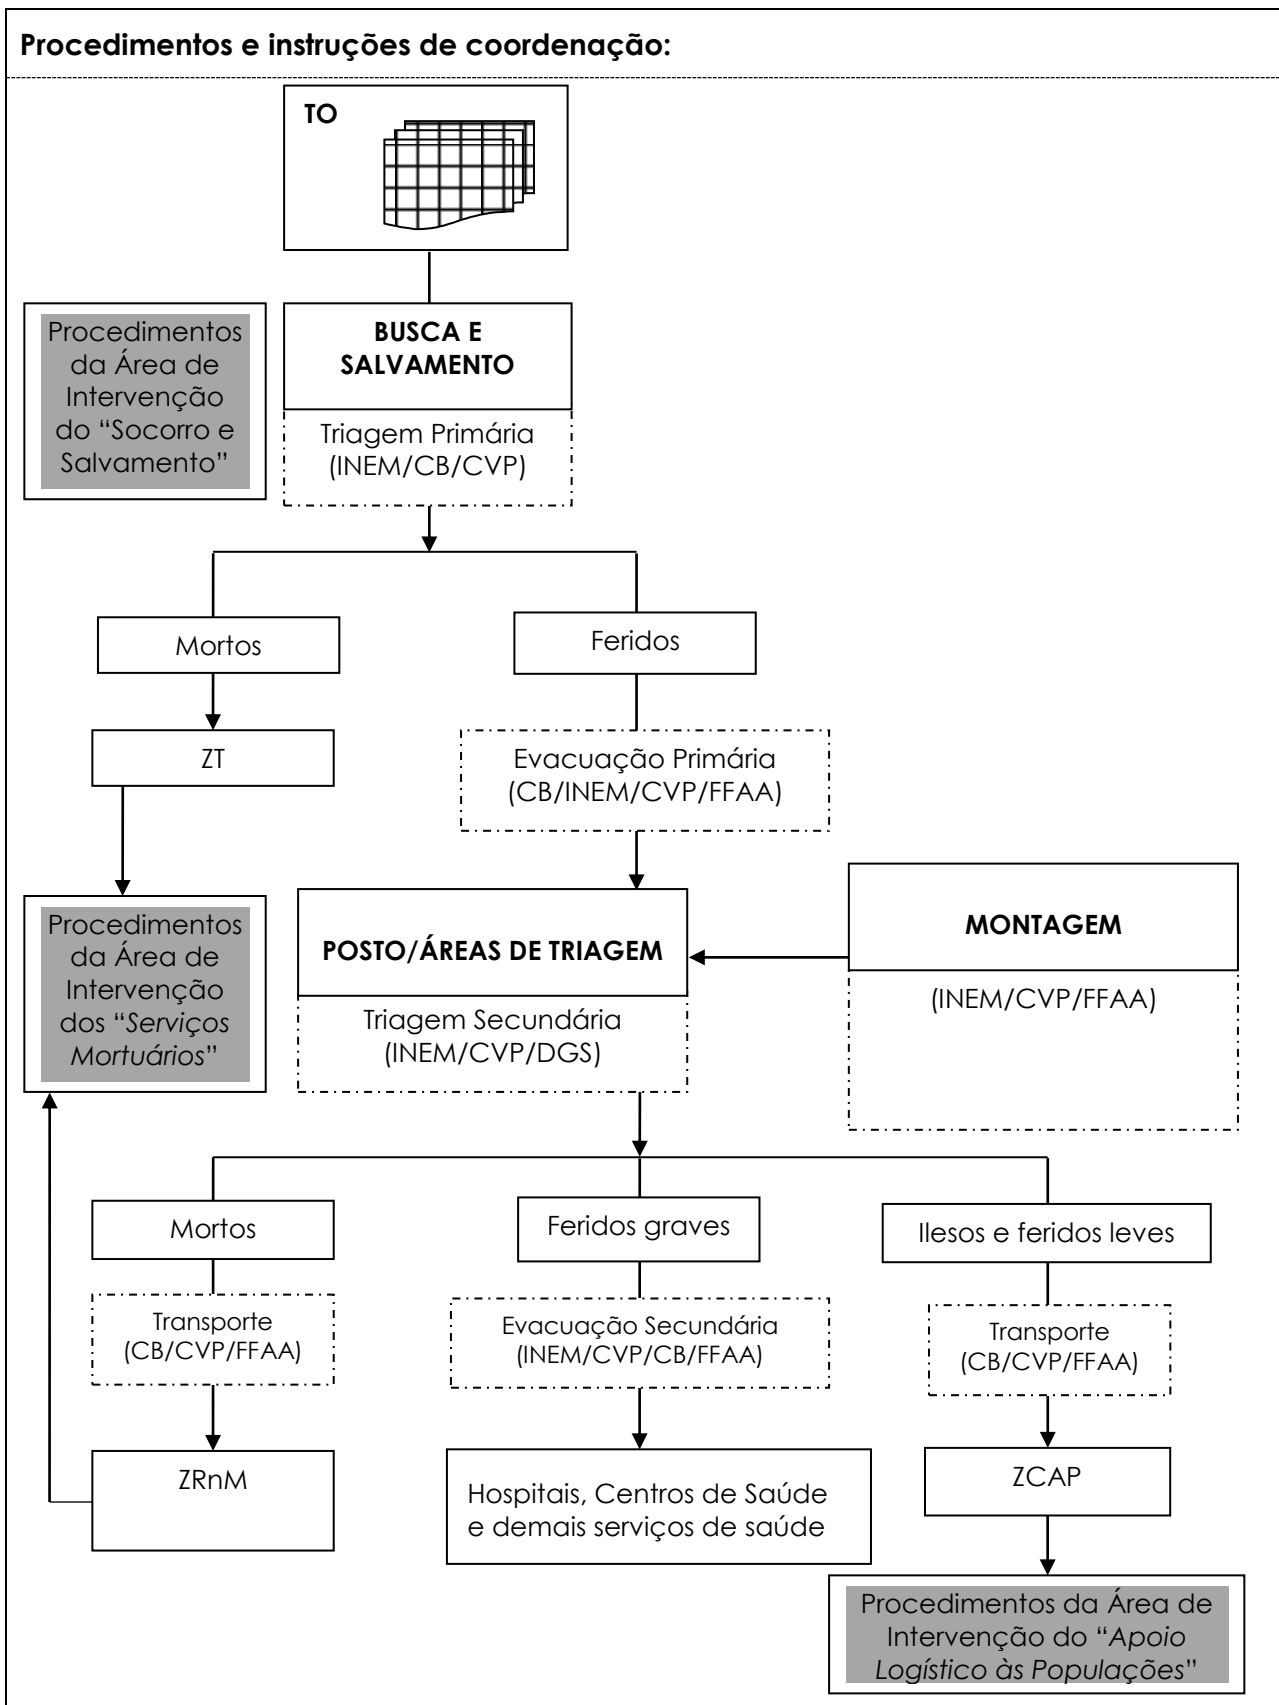 Procedimentos e instruções de coordenação:
TO
Procedimentos
da Área de
Intervenção
do “Socorro e
Salvamento”
BUSCA E
SALVAMENTO
Triagem Primária
(INEM/CB/CVP)
Mortos
Feridos
ZT
Evacuação Primária
(CB/INEM/CVP/FFAA)
Procedimentos
da Área de
Intervenção
dos “Serviços
Mortuários”
POSTO/ÁREAS DE TRIAGEM
Triagem Secundária
(INEM/CVP/DGS)
MONTAGEM
(INEM/CVP/FFAA)
Mortos
Feridos graves
Ilesos e feridos leves
Transporte
(CB/CVP/FFAA)
Evacuação Secundária
(INEM/CVP/CB/FFAA)
Transporte
(CB/CVP/FFAA)
ZRnM
Hospitais, Centros de Saúde
e demais serviços de saúde
ZCAP
Procedimentos da Área de
Intervenção do “Apoio
Logístico às Populações”